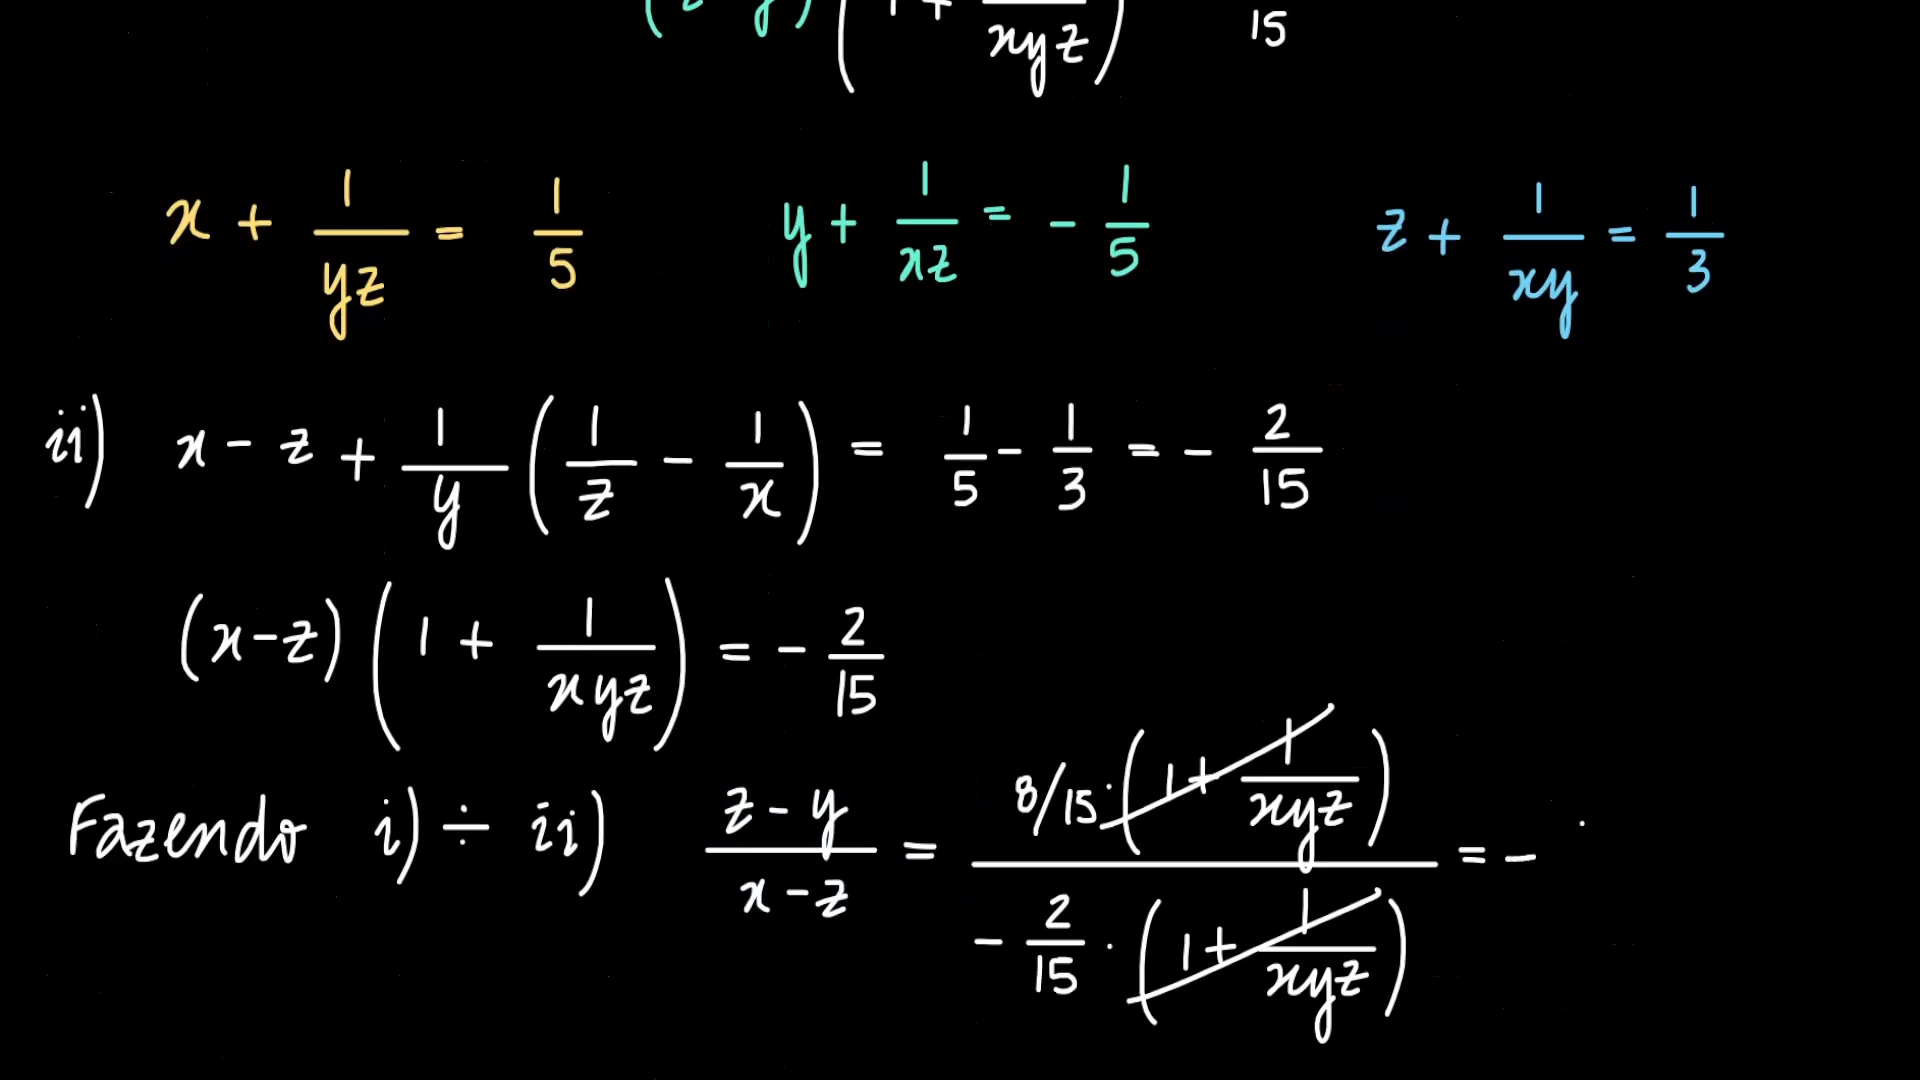 1 + — / xyz ) 15
x + 1/yz = 1/5 y + 1/xz = - 1/5 z + 1/xy = 1/3
ii) x - z + 1/y (1/z - 1/x) = 1/5 - 1/3 = - 2/15
(x-z) (1 + 1/xyz) = - 2/15
Fazendo i) ÷ ii) z - y / x - z = 8/15·(1 + 1/xyz) / - 2/15 · (1 + 1/xyz) = -